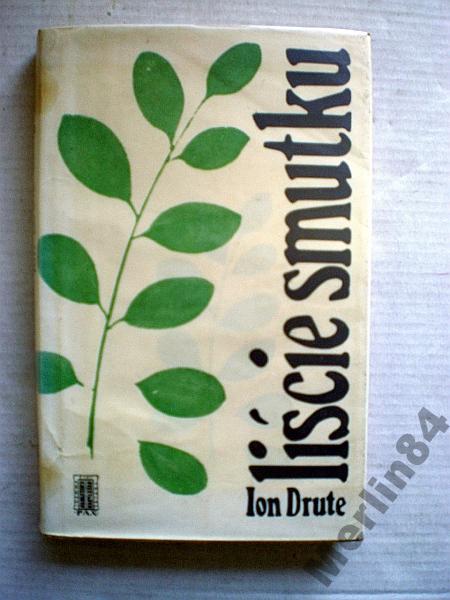 liście smutku
Ion Drute
PAX
Merlin84